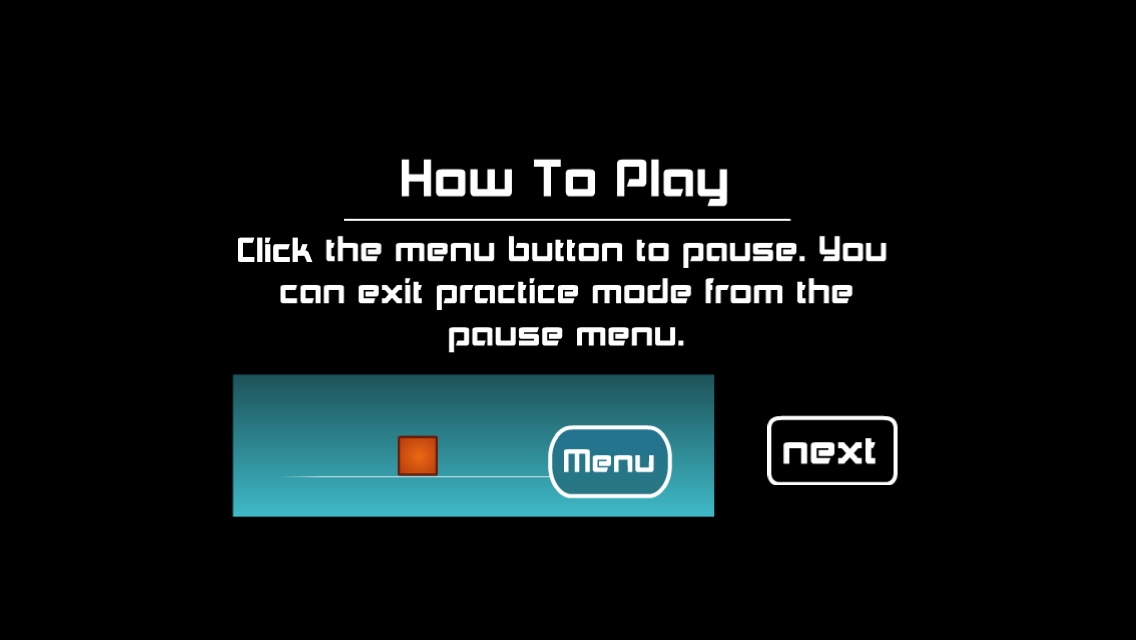 How To Play
Click the menu button to pause. You
can exit practice mode from the
pause menu.
Menu
next